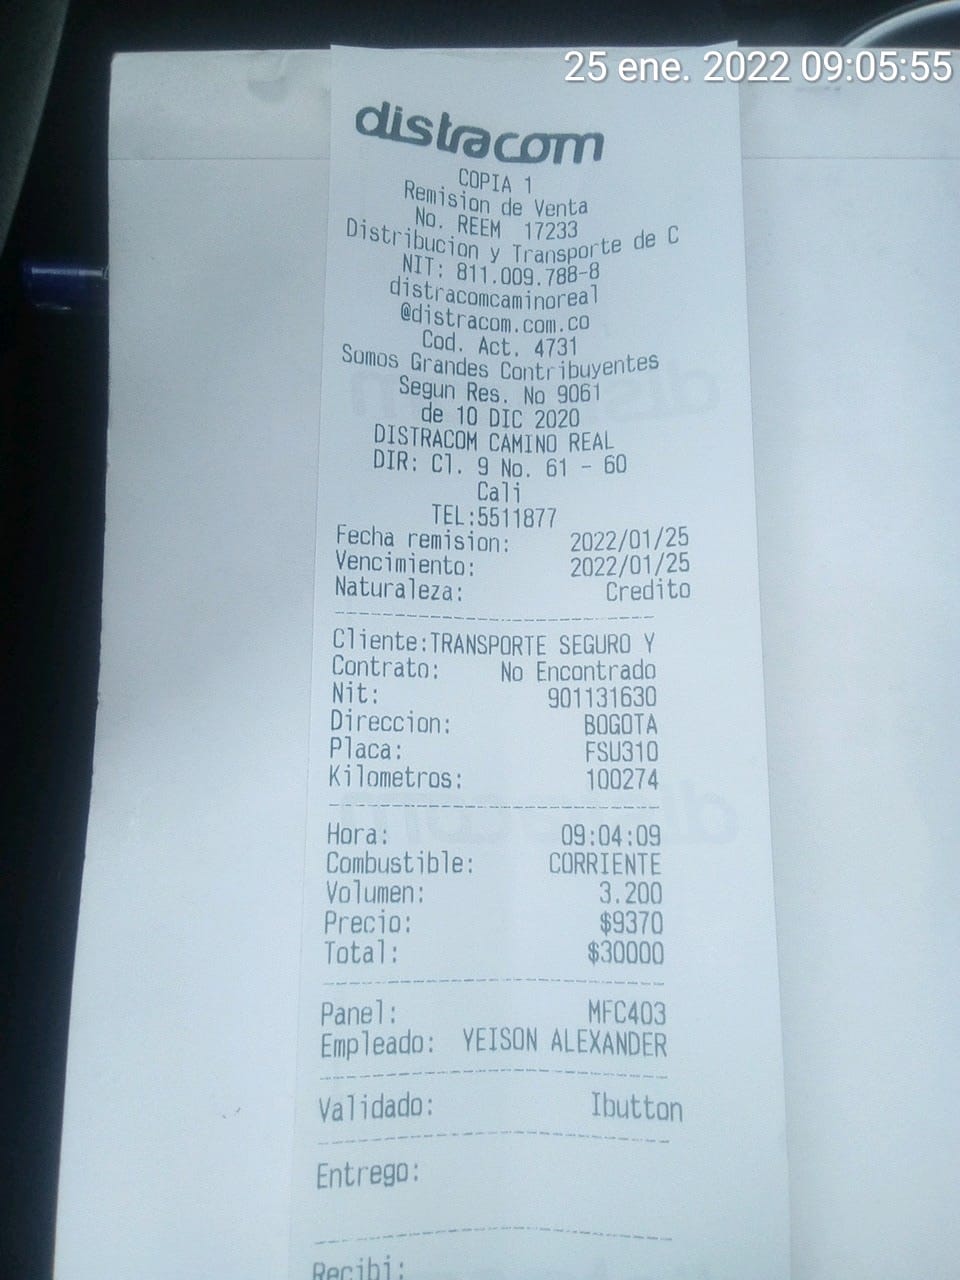 25 ene. 2022 09:05:55
distracom
COPIA 1
Remision de Venta
No. REEM 17233
Distribucion y Transporte de C
NIT: 811.009.788-8
distracomcaminoreal
@distracom.com.co
Cod. Act. 4731
Somos Grandes Contribuyentes
Segun Res. No 9061
de 10 DIC 2020
DISTRACOM CAMINO REAL
DIR: Cl. 9 No. 61 - 60
Cali
TEL:5511877
Fecha remision: 2022/01/25
Vencimiento: 2022/01/25
Naturaleza: Credito
Cliente:TRANSPORTE SEGURO Y
Contrato: No Encontrado
Nit: 901131630
Direccion: BOGOTA
Placa: FSU310
Kilometros: 100274
Hora: 09:04:09
Combustible: CORRIENTE
Volumen: 3.200
Precio: $9370
Total: $30000
Panel: MFC403
Empleado: YEISON ALEXANDER
Validado: Ibutton
Entrego:
Recibi: